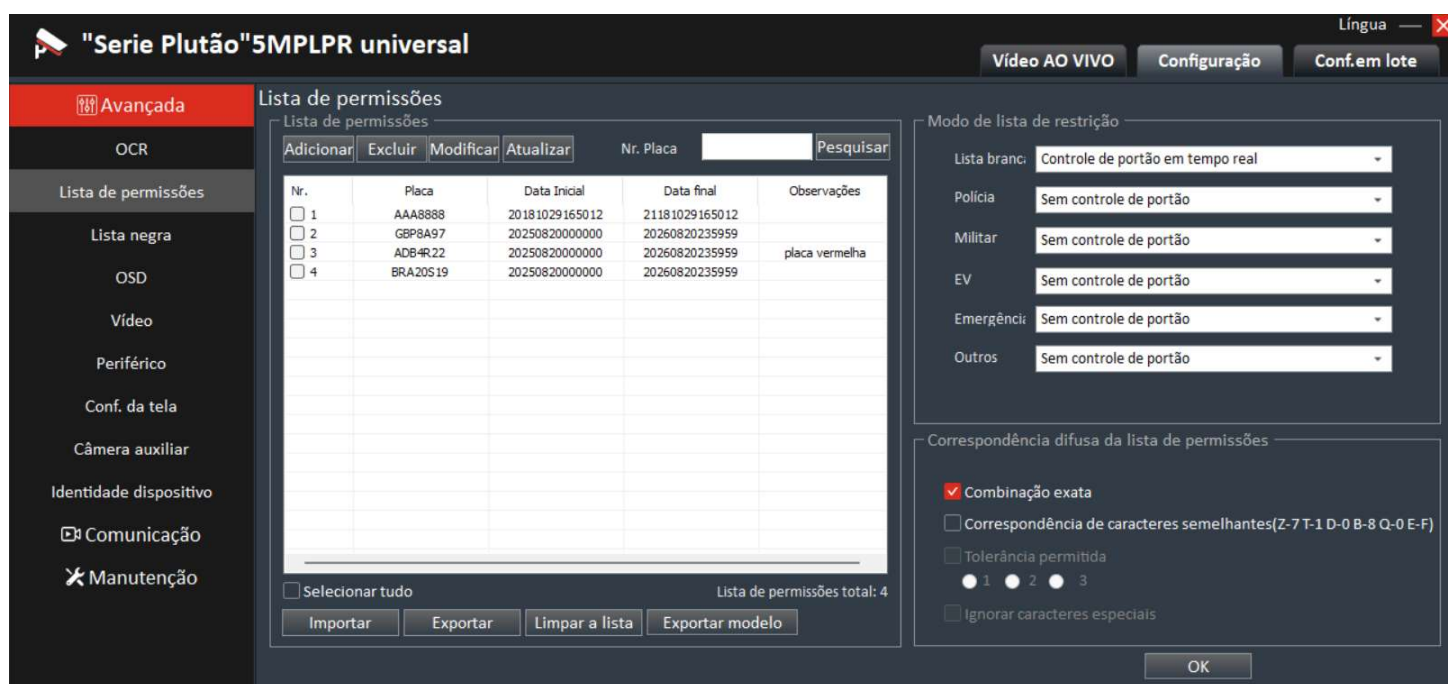 "Serie Plutão"5MPLPR universal
Língua
Vídeo AO VIVO Configuração Conf.em lote
Avançada
OCR
Lista de permissões
Lista negra
OSD
Vídeo
Periférico
Conf. da tela
Câmera auxiliar
Identidade dispositivo
Comunicação
Manutenção
Lista de permissões
Lista de permissões
Adicionar Excluir Modificar Atualizar Nr. Placa Pesquisar
Nr. Placa Data Inicial Data final Observações
1 AAA8888 20181029165012 21181029165012
2 GBP8A97 20250820000000 20260820235959
3 ADB4R22 20250820000000 20260820235959 placa vermelha
4 BRA20S19 20250820000000 20260820235959
Selecionar tudo Lista de permissões total: 4
Importar Exportar Limpar a lista Exportar modelo
Modo de lista de restrição
Lista branca Controle de portão em tempo real
Polícia Sem controle de portão
Militar Sem controle de portão
EV Sem controle de portão
Emergência Sem controle de portão
Outros Sem controle de portão
Correspondência difusa da lista de permissões
Combinação exata
Correspondência de caracteres semelhantes(Z-7 T-1 D-0 B-8 Q-0 E-F)
Tolerância permitida
1 2 3
Ignorar caracteres especiais
OK